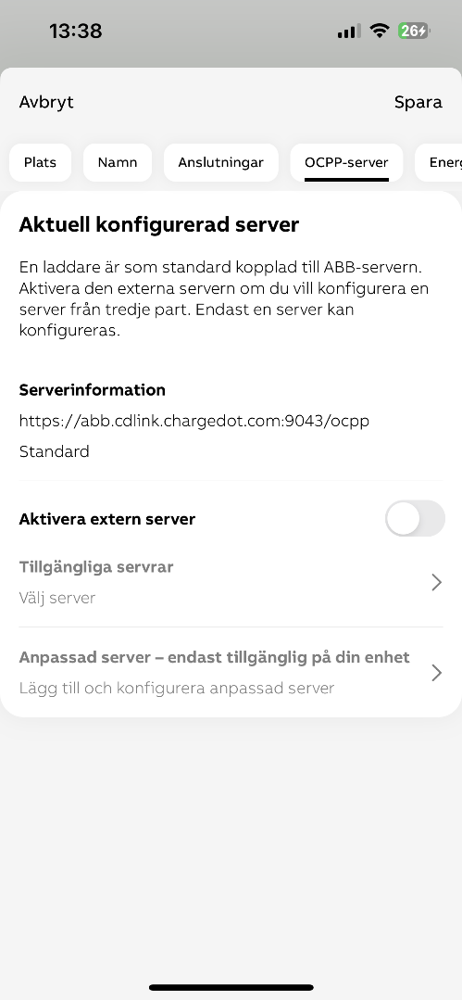 13:38
26
Avbryt
Spara
Plats
Namn
Anslutningar
OCPP-server
Energ
Aktuell konfigurerad server
En laddare är som standard kopplad till ABB-servern.
Aktivera den externa servern om du vill konfigurera en
server från tredje part. Endast en server kan
konfigureras.
Serverinformation
https://abb.cdlink.chargedot.com:9043/ocpp
Standard
Aktivera extern server
Tillgängliga servrar
Välj server
Anpassad server – endast tillgänglig på din enhet
Lägg till och konfigurera anpassad server